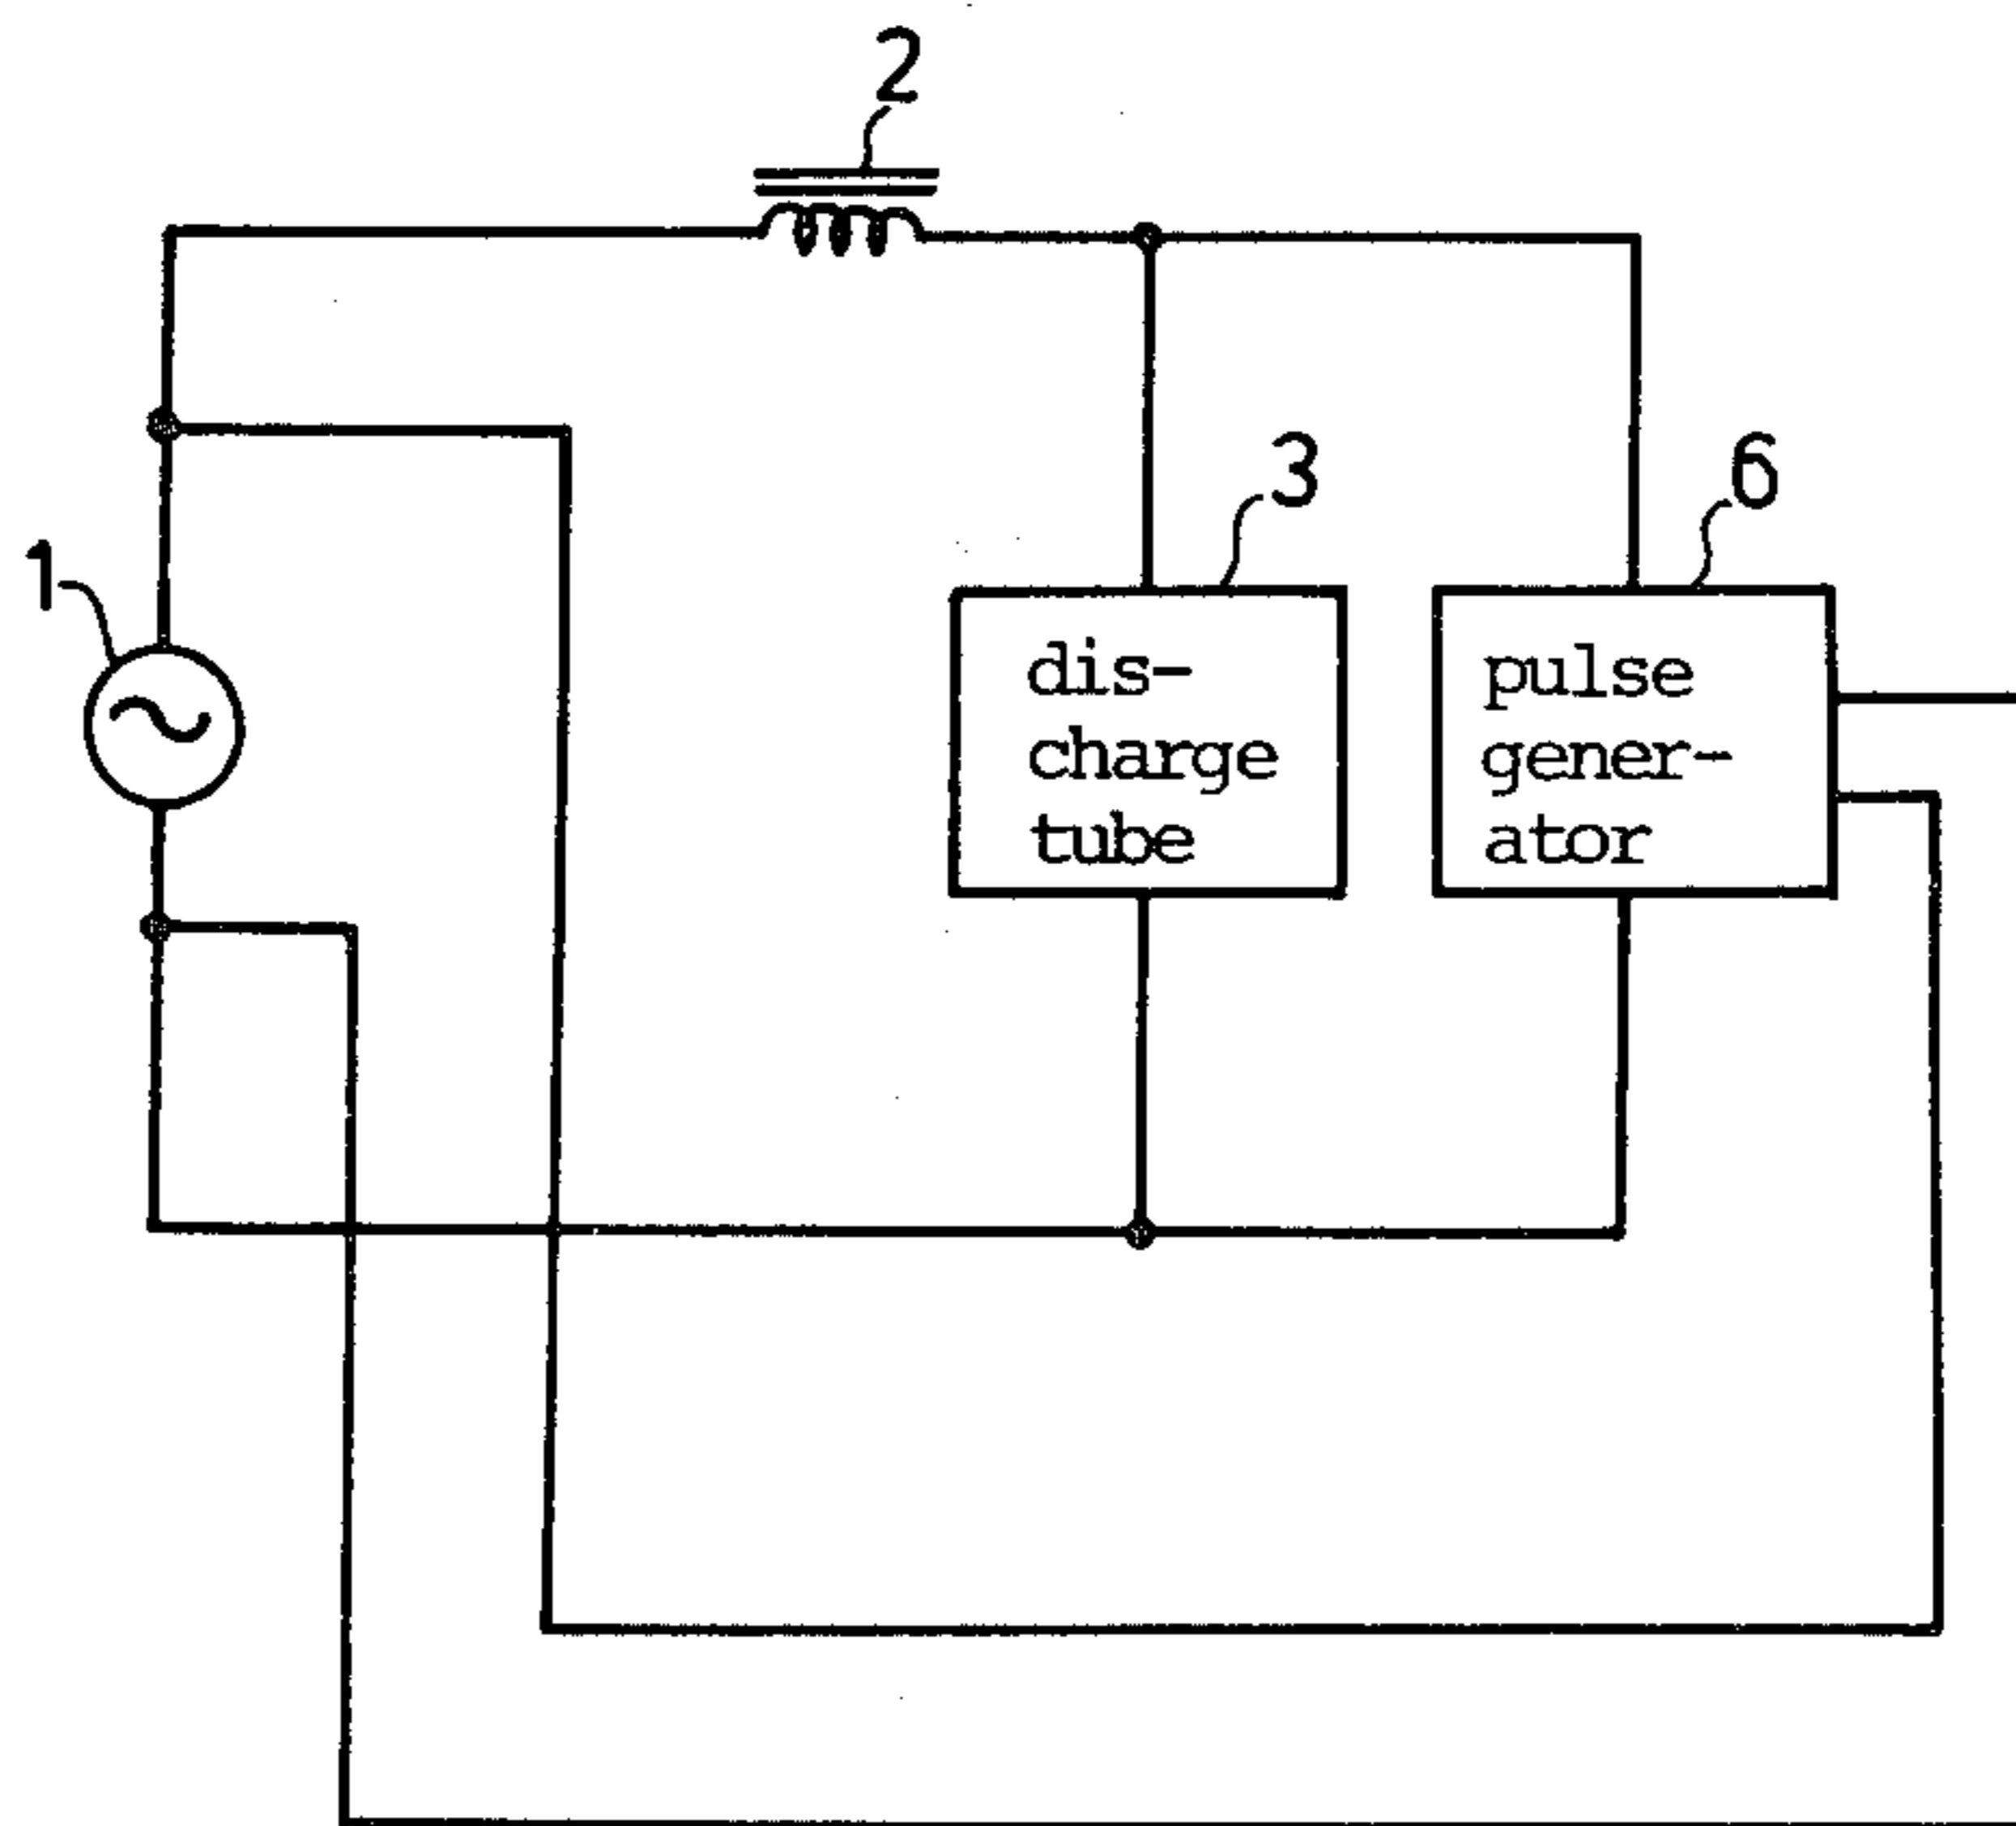 2
3
6
1
dis-
charge
tube
pulse
gener-
ator